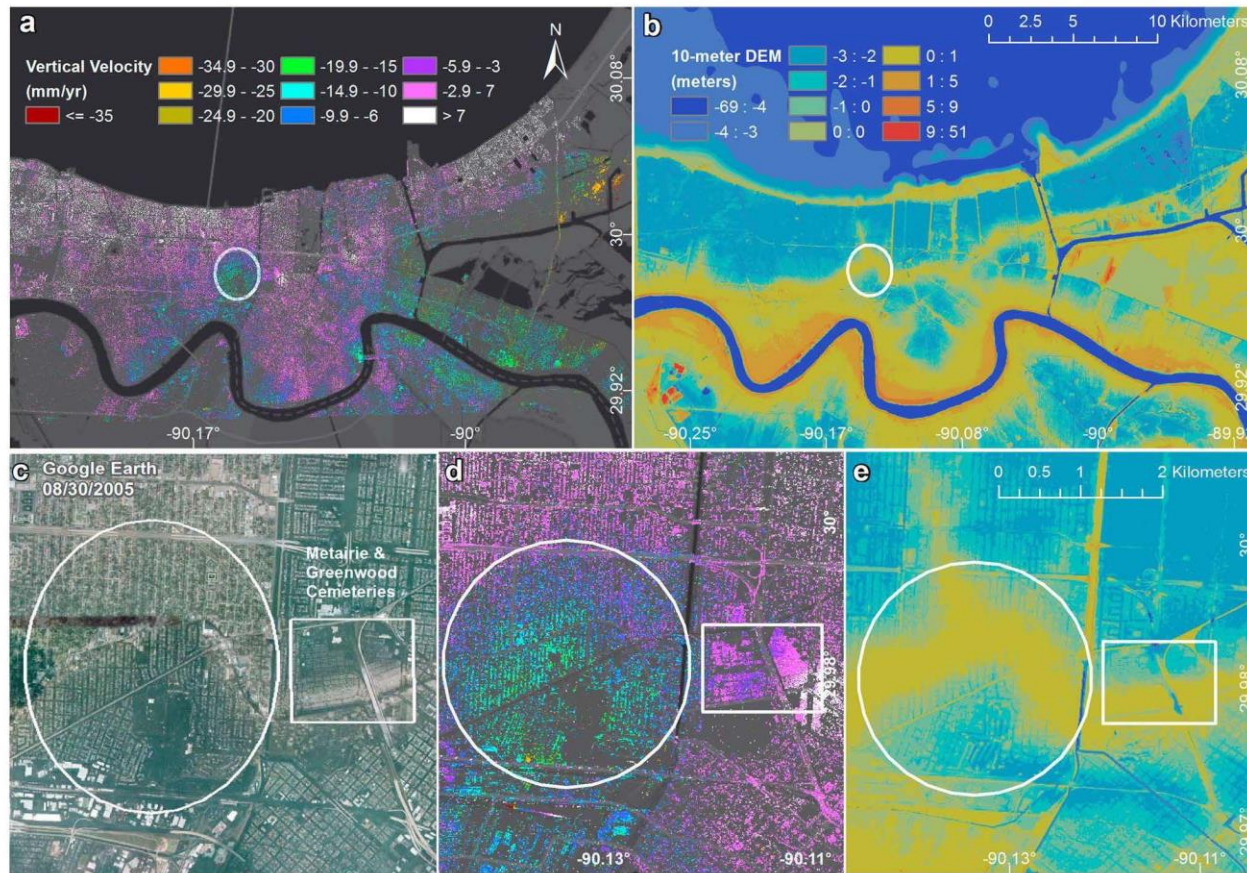 a
N
Vertical Velocity
(mm/yr)
<= -35
-34.9 - -30
-29.9 - -25
-24.9 - -20
-19.9 - -15
-14.9 - -10
-9.9 - -6
-5.9 - -3
-2.9 - 7
> 7
30.08°
30°
29.92°
-90.17°
-90°
b
0 2.5 5 10 Kilometers
10-meter DEM
(meters)
-69 : -4
-4 : -3
-3 : -2
-2 : -1
-1 : 0
0 : 0
0 : 1
1 : 5
5 : 9
9 : 51
30.08°
30°
29.92°
-90.25°
-90.17°
-90.08°
-90°
-89.92
c
Google Earth
08/30/2005
Metairie &
Greenwood
Cemeteries
d
30°
29.98°
-90.13°
-90.11°
e
0 0.5 1 2 Kilometers
30°
29.98°
29.97°
-90.13°
-90.11°